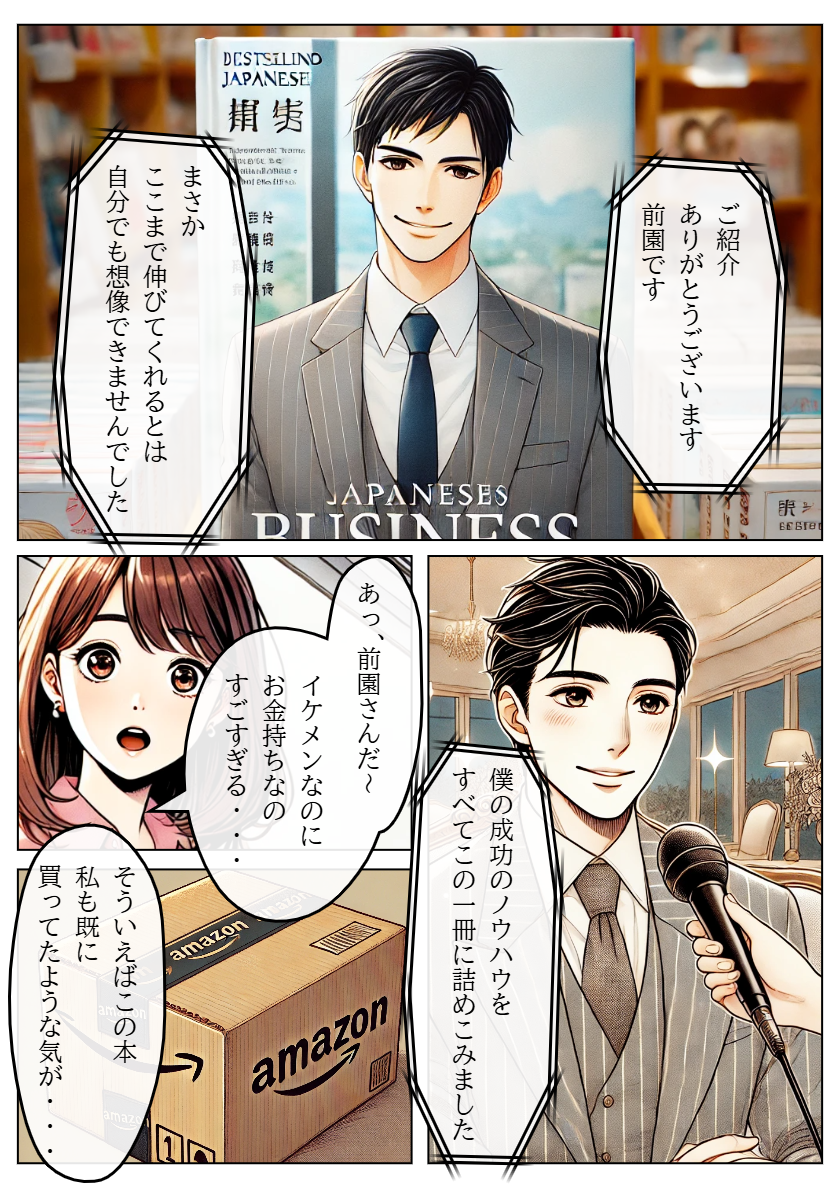 ご紹介
ありがとうございます
前園です
まさか
ここまで伸びてくれるとは
自分でも想像できませんでした
BESTSELLINO
JAPANESE
JAPANESES
BUSINESS
僕の成功のノウハウを
すべてこの一冊に詰めこみました
あっ、前園さんだ〜
イケメンなのに
お金持ちなの
すごすぎる・・・
そういえばこの本
私も既に
買ってたような気が・・・・
amazon
amazon
amazon